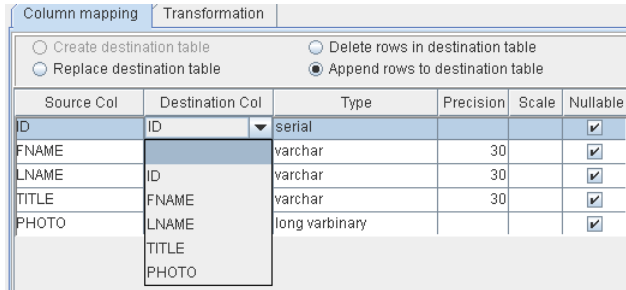 Column mapping Transformation
Create destination table Delete rows in destination table
Replace destination table Append rows to destination table
Source Col Destination Col Type Precision Scale Nullable
ID ID serial
FNAME varchar 30
LNAME ID varchar 30
TITLE FNAME varchar 30
PHOTO LNAME long varbinary
TITLE
PHOTO